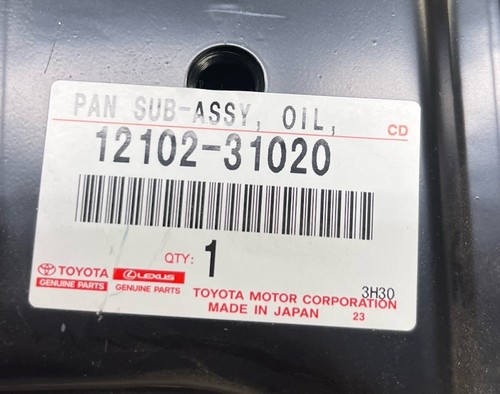 PAN SUB-ASSY, OIL,
CD
12102-31020
QTY: 1
TOYOTA LEXUS
GENUINE PARTS GENUINE PARTS
3H30
TOYOTA MOTOR CORPORATION
MADE IN JAPAN 23